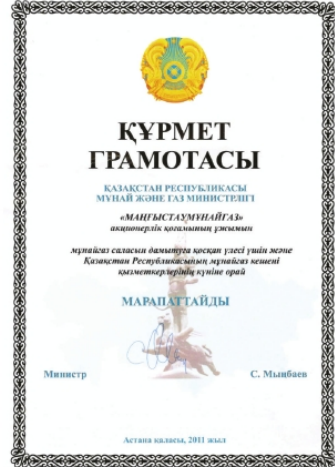 ҚҰРМЕТ
ГРАМОТАСЫ
ҚАЗАҚСТАН РЕСПУБЛИКАСЫ
МҰНАЙ ЖӘНЕ ГАЗ МИНИСТРЛІГІ
«МАҢҒЫСТАУМҰНАЙГАЗ»
акционерлік қоғамының ұжымын
мұнайгаз саласын дамытуға қосқан үлесі үшін және
Қазақстан Республикасының мұнайгаз кешені
қызметкерлерінің күніне орай
МАРАПАТТАЙДЫ
Министр С. Мыңбаев
Астана қаласы, 2011 жыл